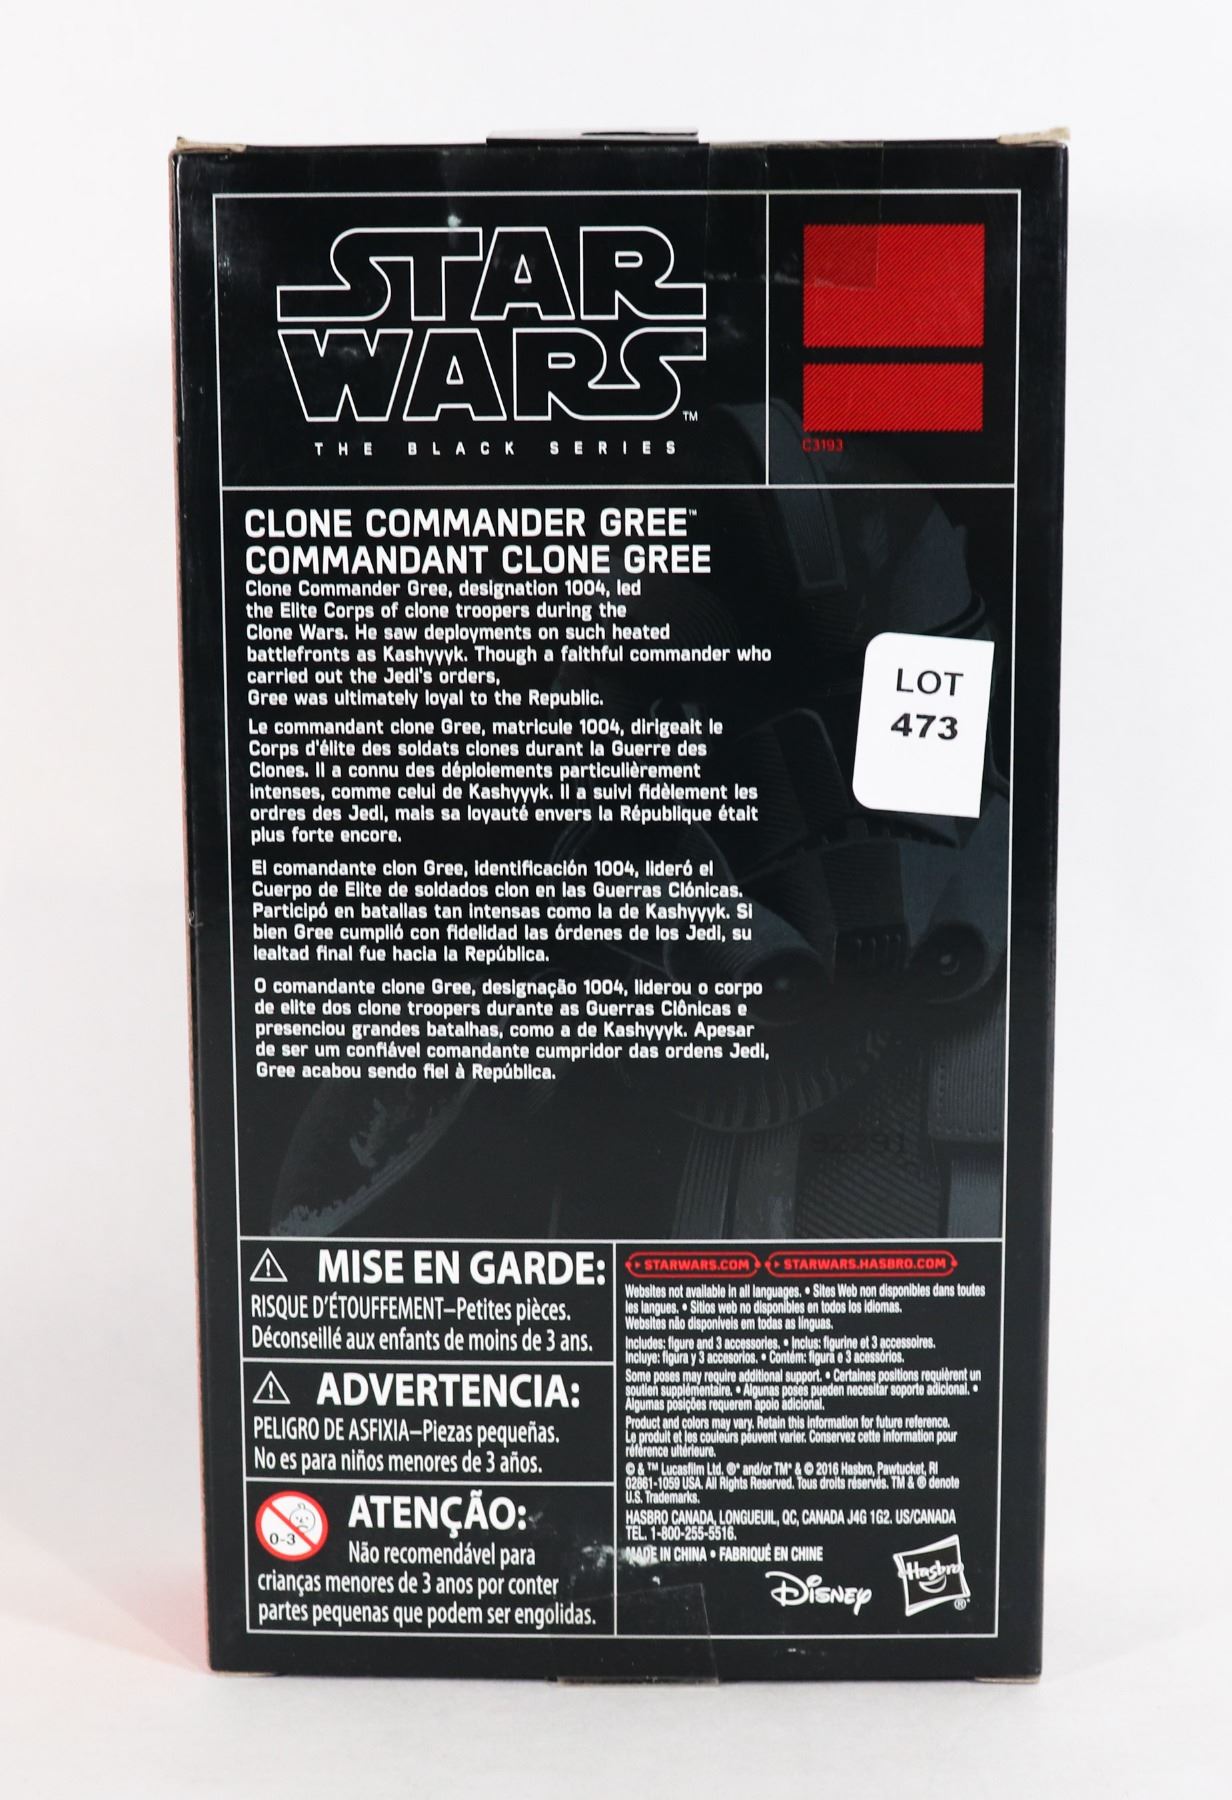 STAR
WARS TM
THE BLACK SERIES
C3193
CLONE COMMANDER GREE™
COMMANDANT CLONE GREE
Clone Commander Gree, designation 1004, led
the Elite Corps of clone troopers during the
Clone Wars. He saw deployments on such heated
battlefronts as Kashyyyk. Though a faithful commander who
carried out the Jedi's orders,
Gree was ultimately loyal to the Republic.
Le commandant clone Gree, matricule 1004, dirigeait le
Corps d'élite des soldats clones durant la Guerre des
Clones. Il a connu des déploiements particulièrement
intenses, comme celui de Kashyyyk. Il a suivi fidèlement les
ordres des Jedi, mais sa loyauté envers la République était
plus forte encore.
El comandante clon Gree, identificación 1004, lideró el
Cuerpo de Elite de soldados clon en las Guerras Clónicas.
Participó en batallas tan intensas como la de Kashyyyk. Si
bien Gree cumplió con fidelidad las órdenes de los Jedi, su
lealtad final fue hacia la República.
O comandante clone Gree, designação 1004, liderou o corpo
de elite dos clone troopers durante as Guerras Clônicas e
presenciou grandes batalhas, como a de Kashyyyk. Apesar
de ser um confiável comandante cumpridor das ordens Jedi,
Gree acabou sendo fiel à República.
LOT
473
MISE EN GARDE:
RISQUE D'ÉTOUFFEMENT–Petites pièces.
Déconseillé aux enfants de moins de 3 ans.
ADVERTENCIA:
PELIGRO DE ASFIXIA–Piezas pequeñas.
No es para niños menores de 3 años.
0-3
ATENÇÃO:
Não recomendável para
crianças menores de 3 anos por conter
partes pequenas que podem ser engolidas.
STARWARS.COM STARWARS.HASBRO.COM
Websites not available in all languages. • Sites Web non disponibles dans toutes
les langues. • Sitios web no disponibles en todos los idiomas.
Websites não disponíveis em todas as línguas.
Includes: figure and 3 accessories. • Inclus: figurine et 3 accessoires.
Incluye: figura y 3 accesorios. • Contém: figura e 3 acessórios.
Some poses may require additional support. • Certaines positions requièrent un
soutien supplémentaire. • Algunas poses pueden necesitar soporte adicional. •
Algumas posições requerem apoio adicional.
Product and colors may vary. Retain this information for future reference.
Le produit et les couleurs peuvent varier. Conservez cette information pour
référence ultérieure.
© & ™ Lucasfilm Ltd. ®* and/or TM* & © 2016 Hasbro, Pawtucket, RI
02861-1059 USA. All Rights Reserved. Tous droits réservés. TM & ® denote
U.S. Trademarks.
HASBRO CANADA, LONGUEUIL, QC, CANADA J4G 1G2. US/CANADA
TEL. 1-800-255-5516.
MADE IN CHINA • FABRIQUÉ EN CHINE
DISNEY
Hasbro ®*